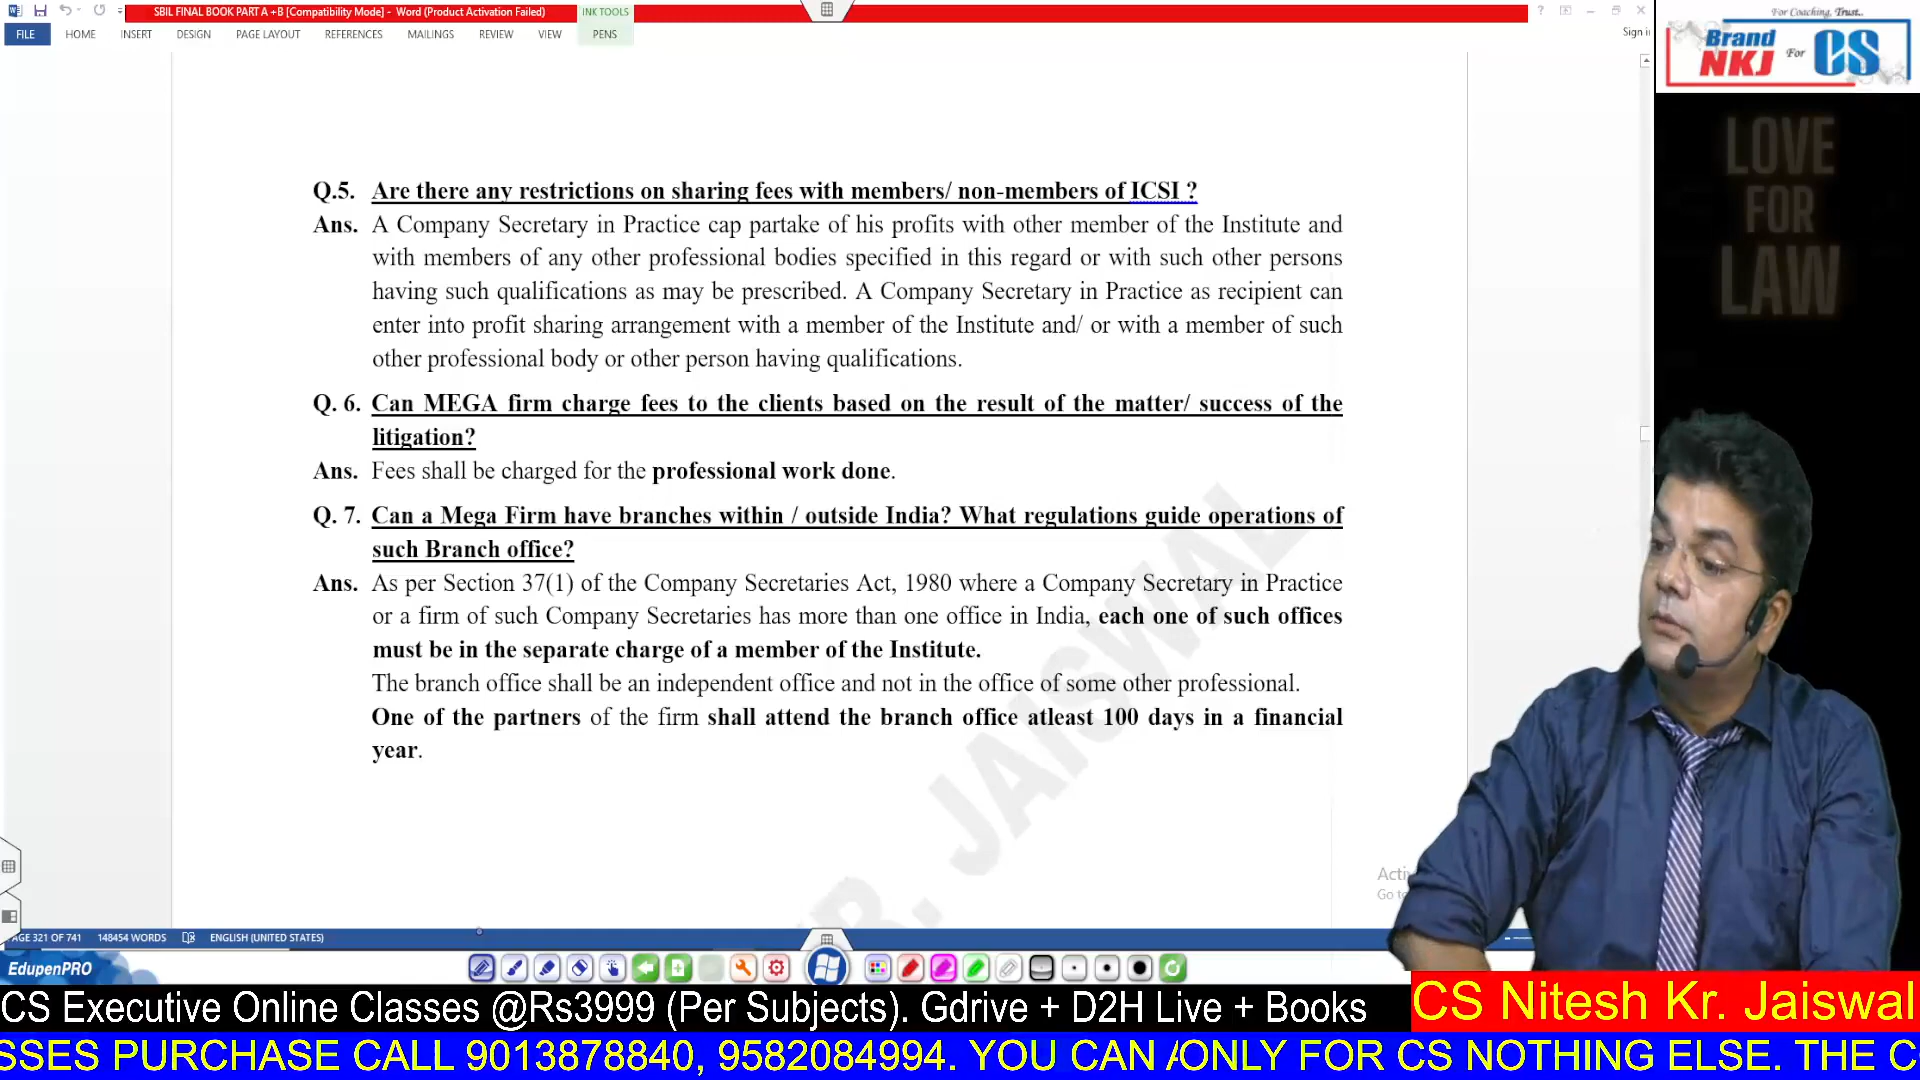 SBIL FINAL BOOK PART A +B [Compatibility Mode] - Word (Product Activation Failed)
INK TOOLS
FILE HOME INSERT DESIGN PAGE LAYOUT REFERENCES MAILINGS REVIEW VIEW PENS
Sign i
For Coaching, Trust..
Brand
NKJ For CS
LOVE
FOR
LAW
Q.5. Are there any restrictions on sharing fees with members/ non-members of ICSI ?
Ans. A Company Secretary in Practice cap partake of his profits with other member of the Institute and
with members of any other professional bodies specified in this regard or with such other persons
having such qualifications as may be prescribed. A Company Secretary in Practice as recipient can
enter into profit sharing arrangement with a member of the Institute and/ or with a member of such
other professional body or other person having qualifications.
Q. 6. Can MEGA firm charge fees to the clients based on the result of the matter/ success of the
litigation?
Ans. Fees shall be charged for the professional work done.
Q. 7. Can a Mega Firm have branches within / outside India? What regulations guide operations of
such Branch office?
Ans. As per Section 37(1) of the Company Secretaries Act, 1980 where a Company Secretary in Practice
or a firm of such Company Secretaries has more than one office in India, each one of such offices
must be in the separate charge of a member of the Institute.
The branch office shall be an independent office and not in the office of some other professional.
One of the partners of the firm shall attend the branch office atleast 100 days in a financial
year.
R. JAISWAL
Acti
Go to
AGE 321 OF 741 148454 WORDS ENGLISH (UNITED STATES)
EdupenPRO
CS Executive Online Classes @Rs3999 (Per Subjects). Gdrive + D2H Live + Books
CS Nitesh Kr. Jaiswal
SSES PURCHASE CALL 9013878840, 9582084994. YOU CAN ONLY FOR CS NOTHING ELSE. THE C